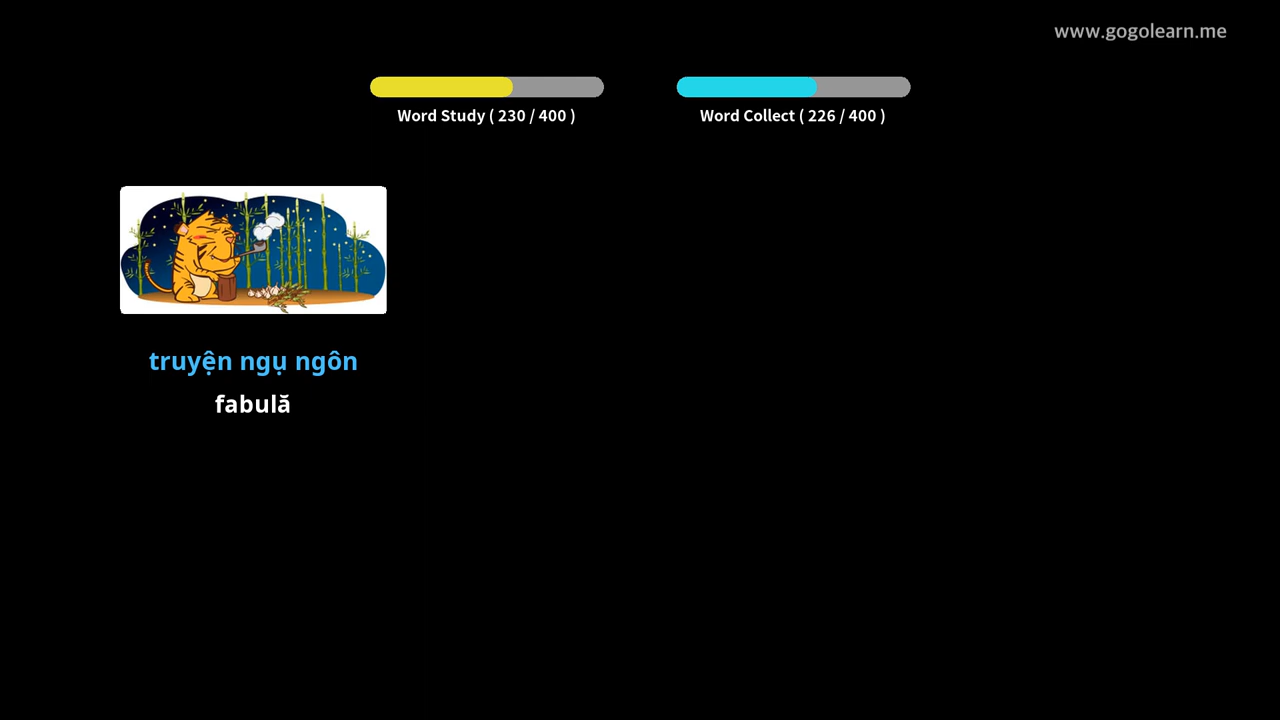 www.gogolearn.me
Word Study ( 230 / 400 )
Word Collect ( 226 / 400 )
truyện ngụ ngôn
fabulă